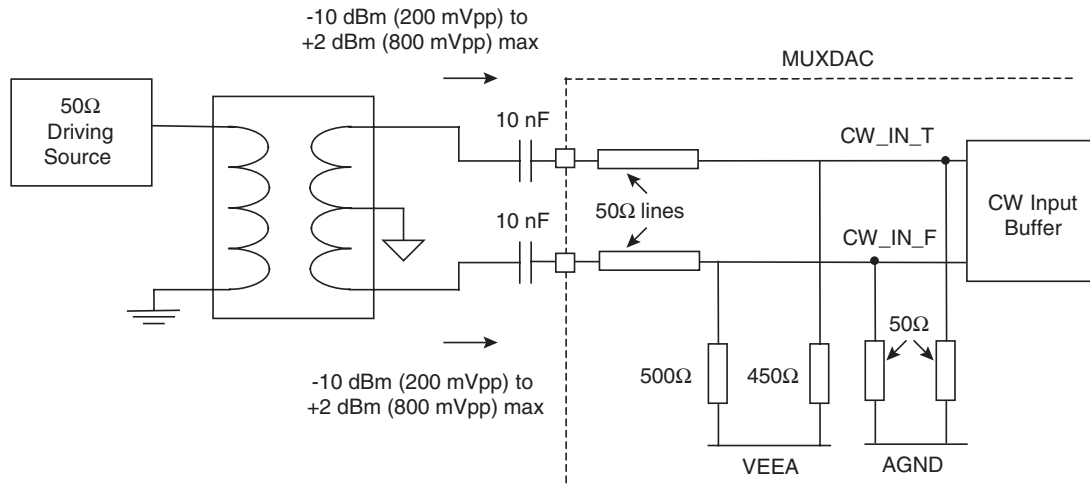 -10 dBm (200 mVpp) to
+2 dBm (800 mVpp) max
MUXDAC
50Ω
Driving
Source
10 nF
CW_IN_T
50Ω lines
CW Input
Buffer
10 nF
CW_IN_F
50Ω
-10 dBm (200 mVpp) to
+2 dBm (800 mVpp) max
500Ω
450Ω
VEEA
AGND